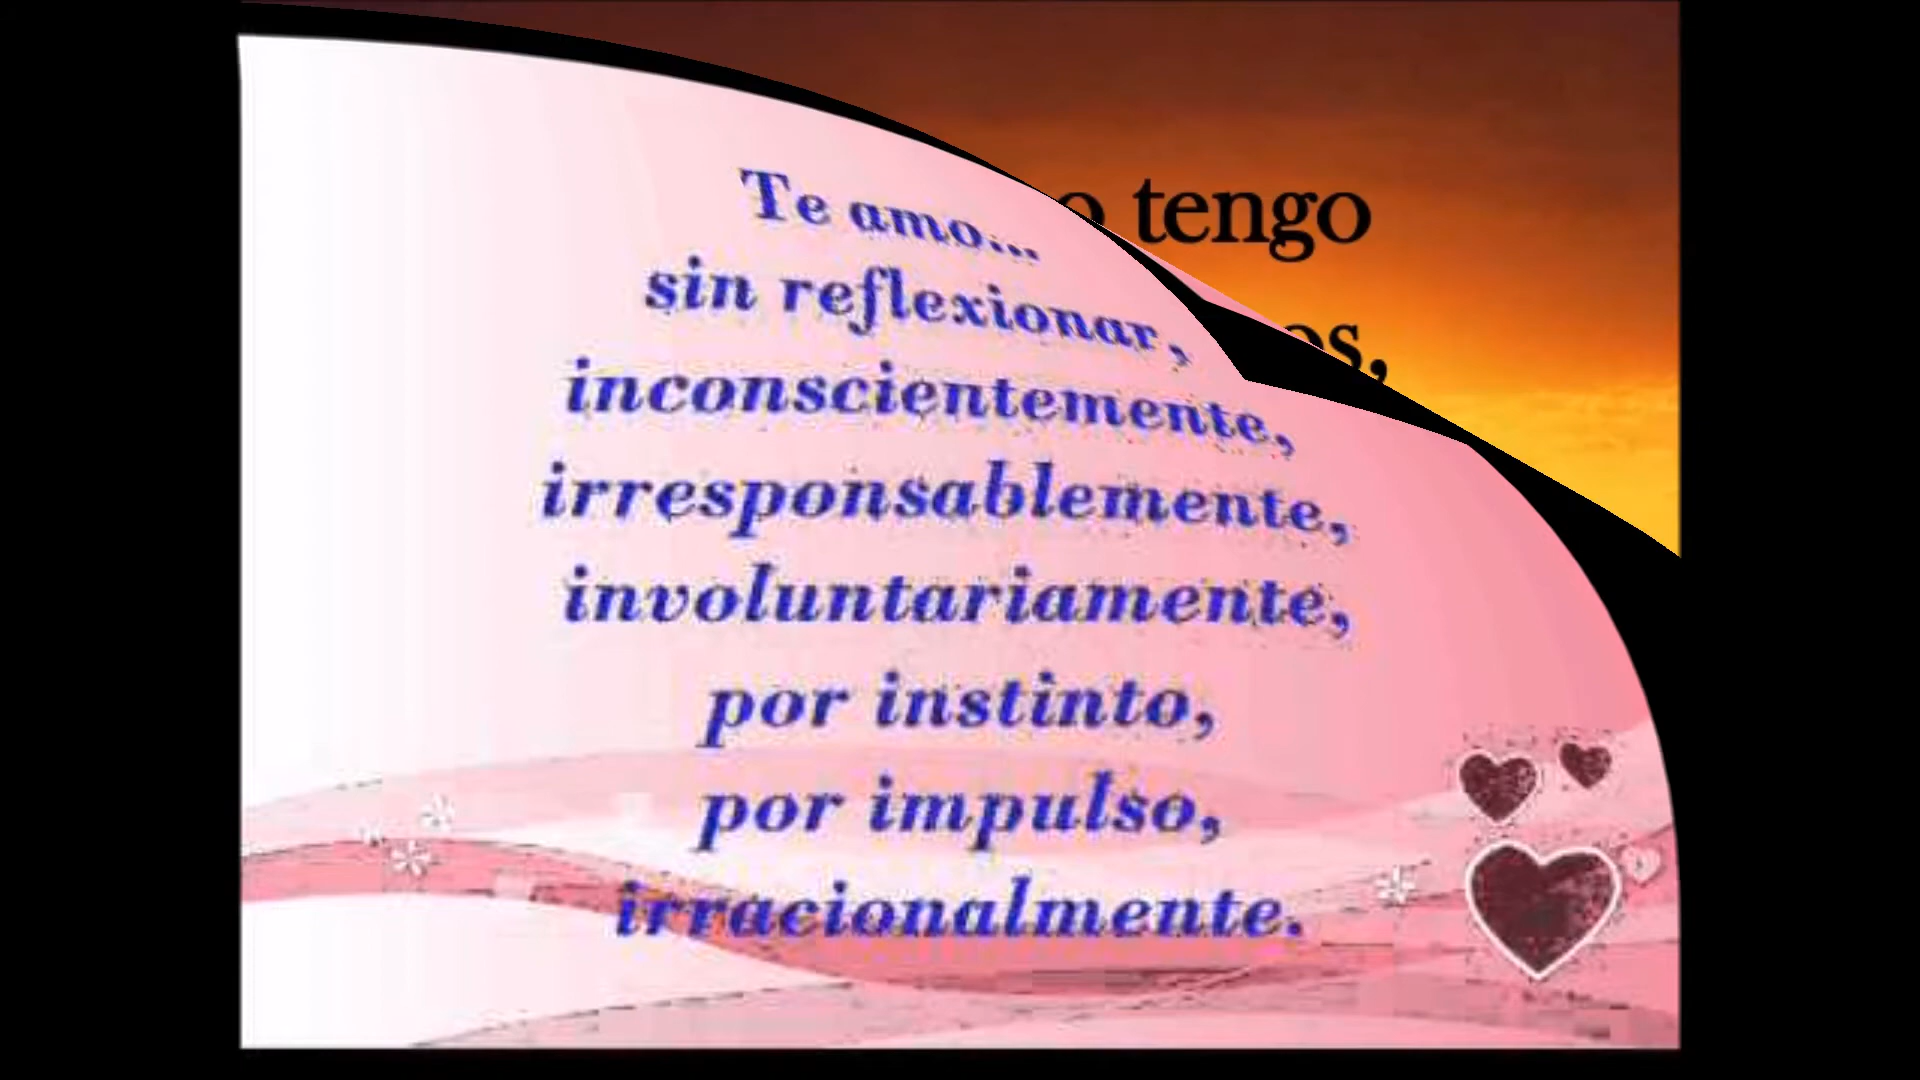 Te amo...
sin reflexionar,
inconscientemente,
irresponsablemente,
involuntariamente,
por instinto,
por impulso,
irracionalmente.
tengo